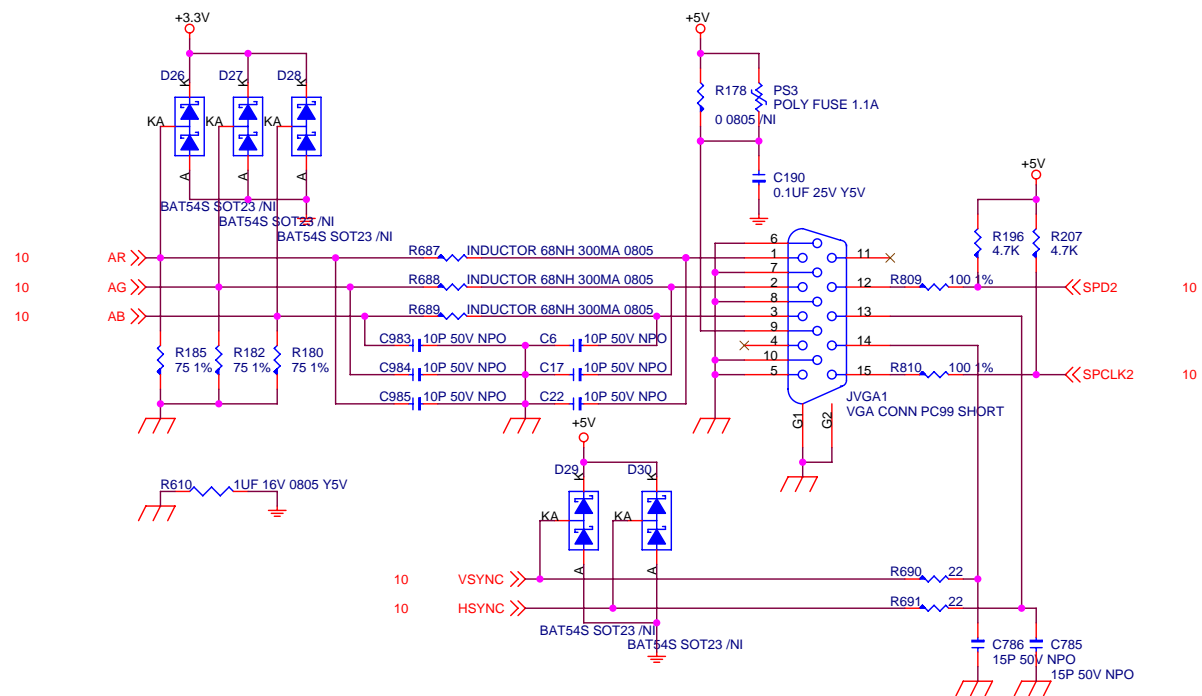 +3.3V
+5V
D26
D27
D28
K
K
K
KA
KA
KA
A
A
A
BAT54S SOT23 /NI
BAT54S SOT23 /NI
BAT54S SOT23 /NI
R178
0 0805 /NI
PS3
POLY FUSE 1.1A
C190
0.1UF 25V Y5V
+5V
R196
4.7K
R207
4.7K
10
AR
R687
INDUCTOR 68NH 300MA 0805
10
AG
R688
INDUCTOR 68NH 300MA 0805
10
AB
R689
INDUCTOR 68NH 300MA 0805
6
1
7
2
8
3
9
4
10
5
11
12
13
14
15
R809
100 1%
SPD2
10
R810
100 1%
SPCLK2
10
C983
10P 50V NPO
C6
10P 50V NPO
C984
10P 50V NPO
C17
10P 50V NPO
C985
10P 50V NPO
C22
10P 50V NPO
R185
75 1%
R182
75 1%
R180
75 1%
JVGA1
VGA CONN PC99 SHORT
G1
G2
R610
1UF 16V 0805 Y5V
+5V
D29
D30
K
K
KA
KA
A
A
BAT54S SOT23 /NI
BAT54S SOT23 /NI
10
VSYNC
R690
22
10
HSYNC
R691
22
C786
15P 50V NPO
C785
15P 50V NPO